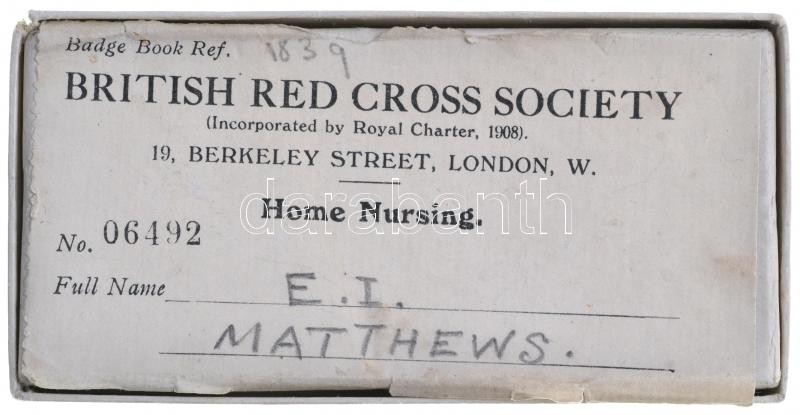 Badge Book Ref. 1839
BRITISH RED CROSS SOCIETY
(Incorporated by Royal Charter, 1908).
19, BERKELEY STREET, LONDON, W.
Home Nursing.
darabanth
No. 06492
Full Name E. I.
MATTHEWS.